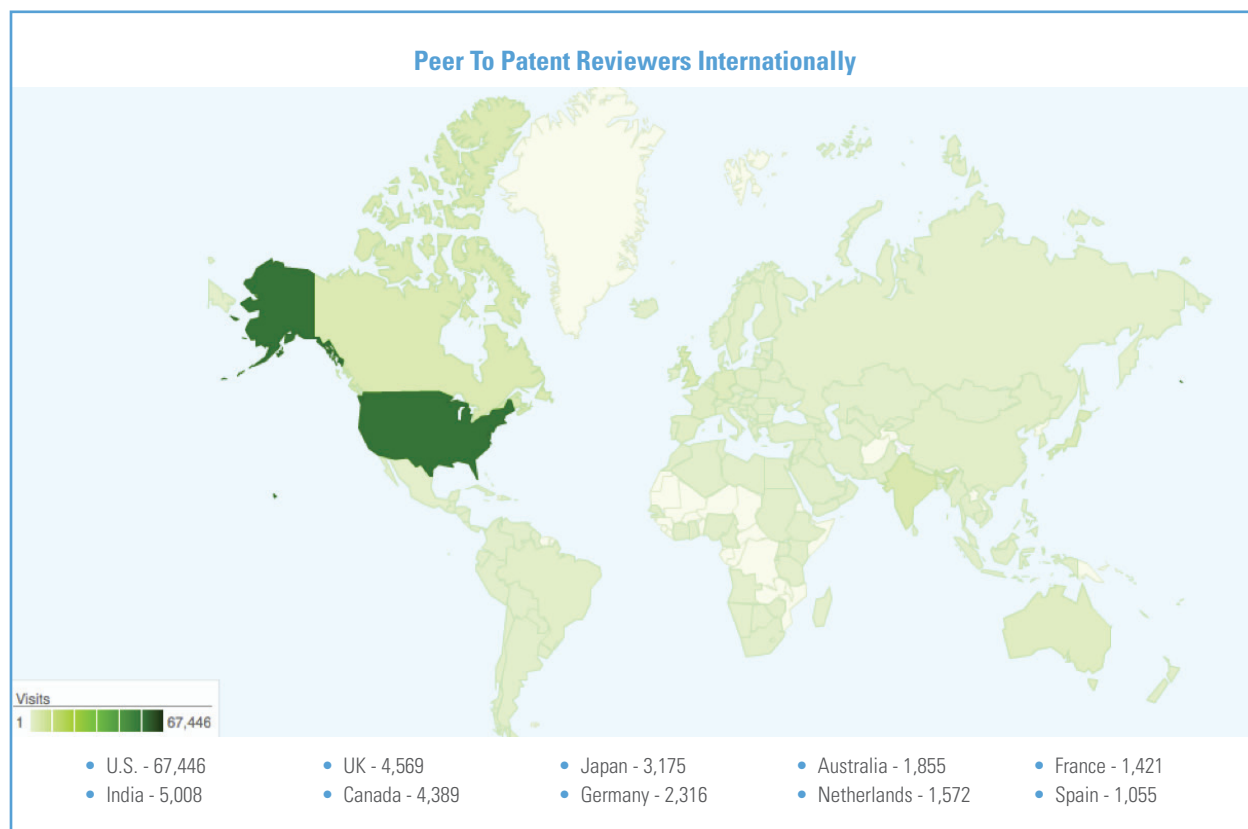 Peer To Patent Reviewers Internationally
Visits
1 67,446
• U.S. - 67,446 • UK - 4,569 • Japan - 3,175 • Australia - 1,855 • France - 1,421
• India - 5,008 • Canada - 4,389 • Germany - 2,316 • Netherlands - 1,572 • Spain - 1,055